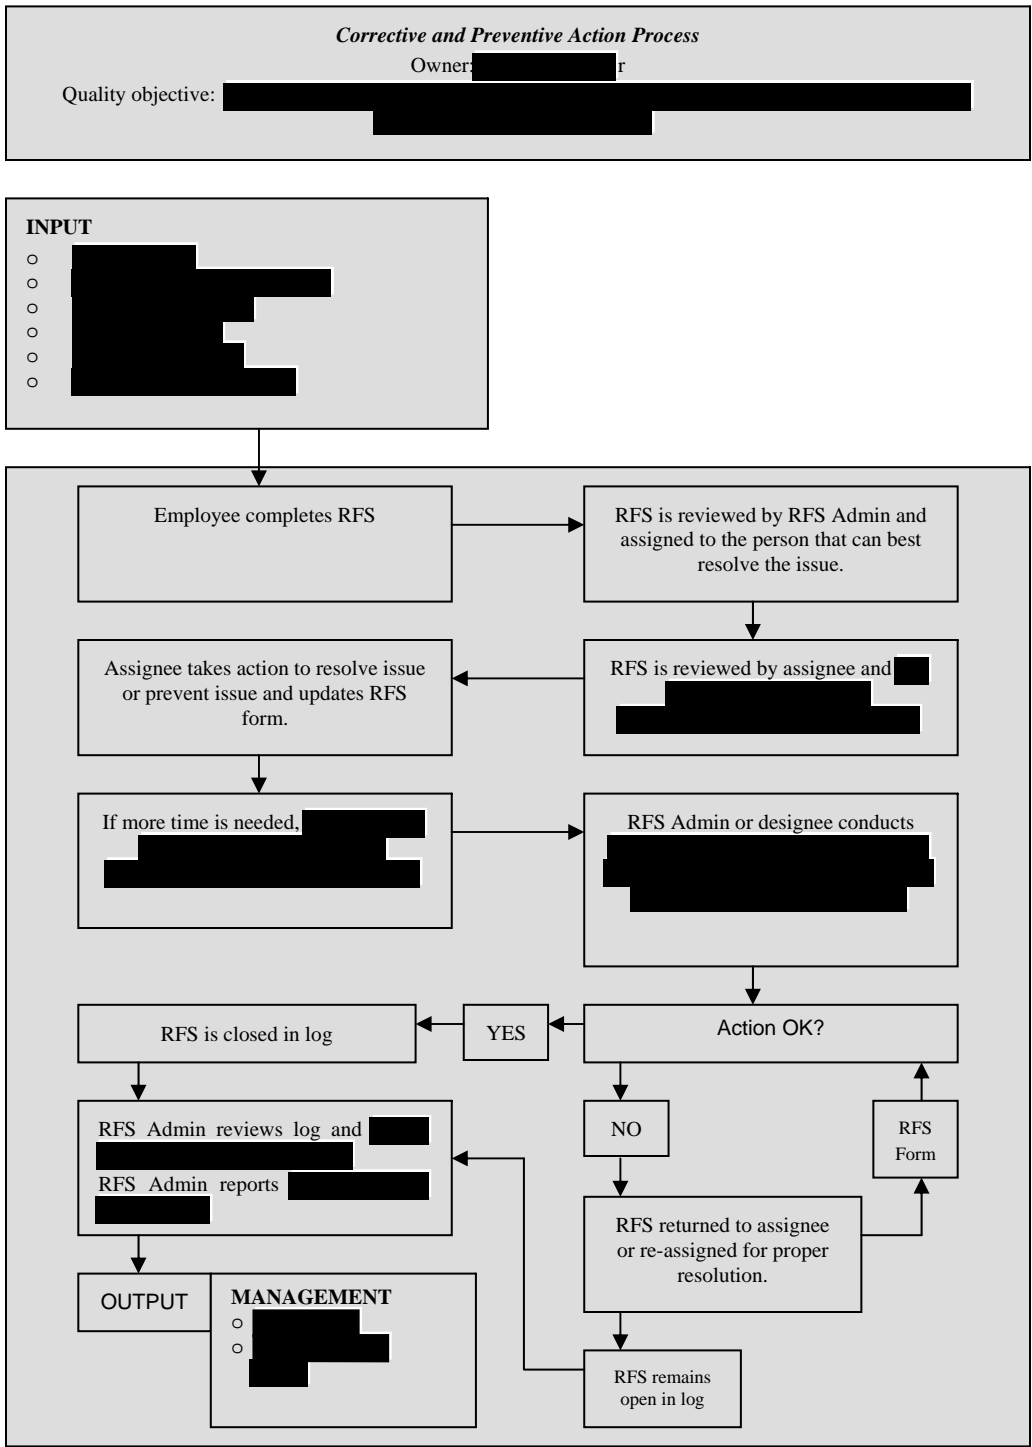 Corrective and Preventive Action Process
Owner: r
Quality objective:
INPUT
Employee completes RFS
RFS is reviewed by RFS Admin and
assigned to the person that can best
resolve the issue.
Assignee takes action to resolve issue
or prevent issue and updates RFS
form.
RFS is reviewed by assignee and
If more time is needed,
RFS Admin or designee conducts
RFS is closed in log
YES
Action OK?
RFS Admin reviews log and
RFS Admin reports
NO
RFS
Form
RFS returned to assignee
or re-assigned for proper
resolution.
OUTPUT
MANAGEMENT
RFS remains
open in log